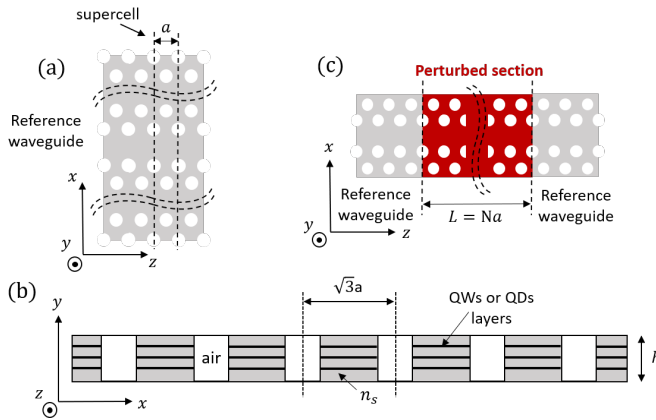 supercell
a
(a)
Reference
waveguide
x
y
z
(c)
Perturbed section
x
Reference
waveguide
L = Na
Reference
waveguide
y
z
(b)
y
√3a
QWs or QDs
layers
air
n_s
z
x